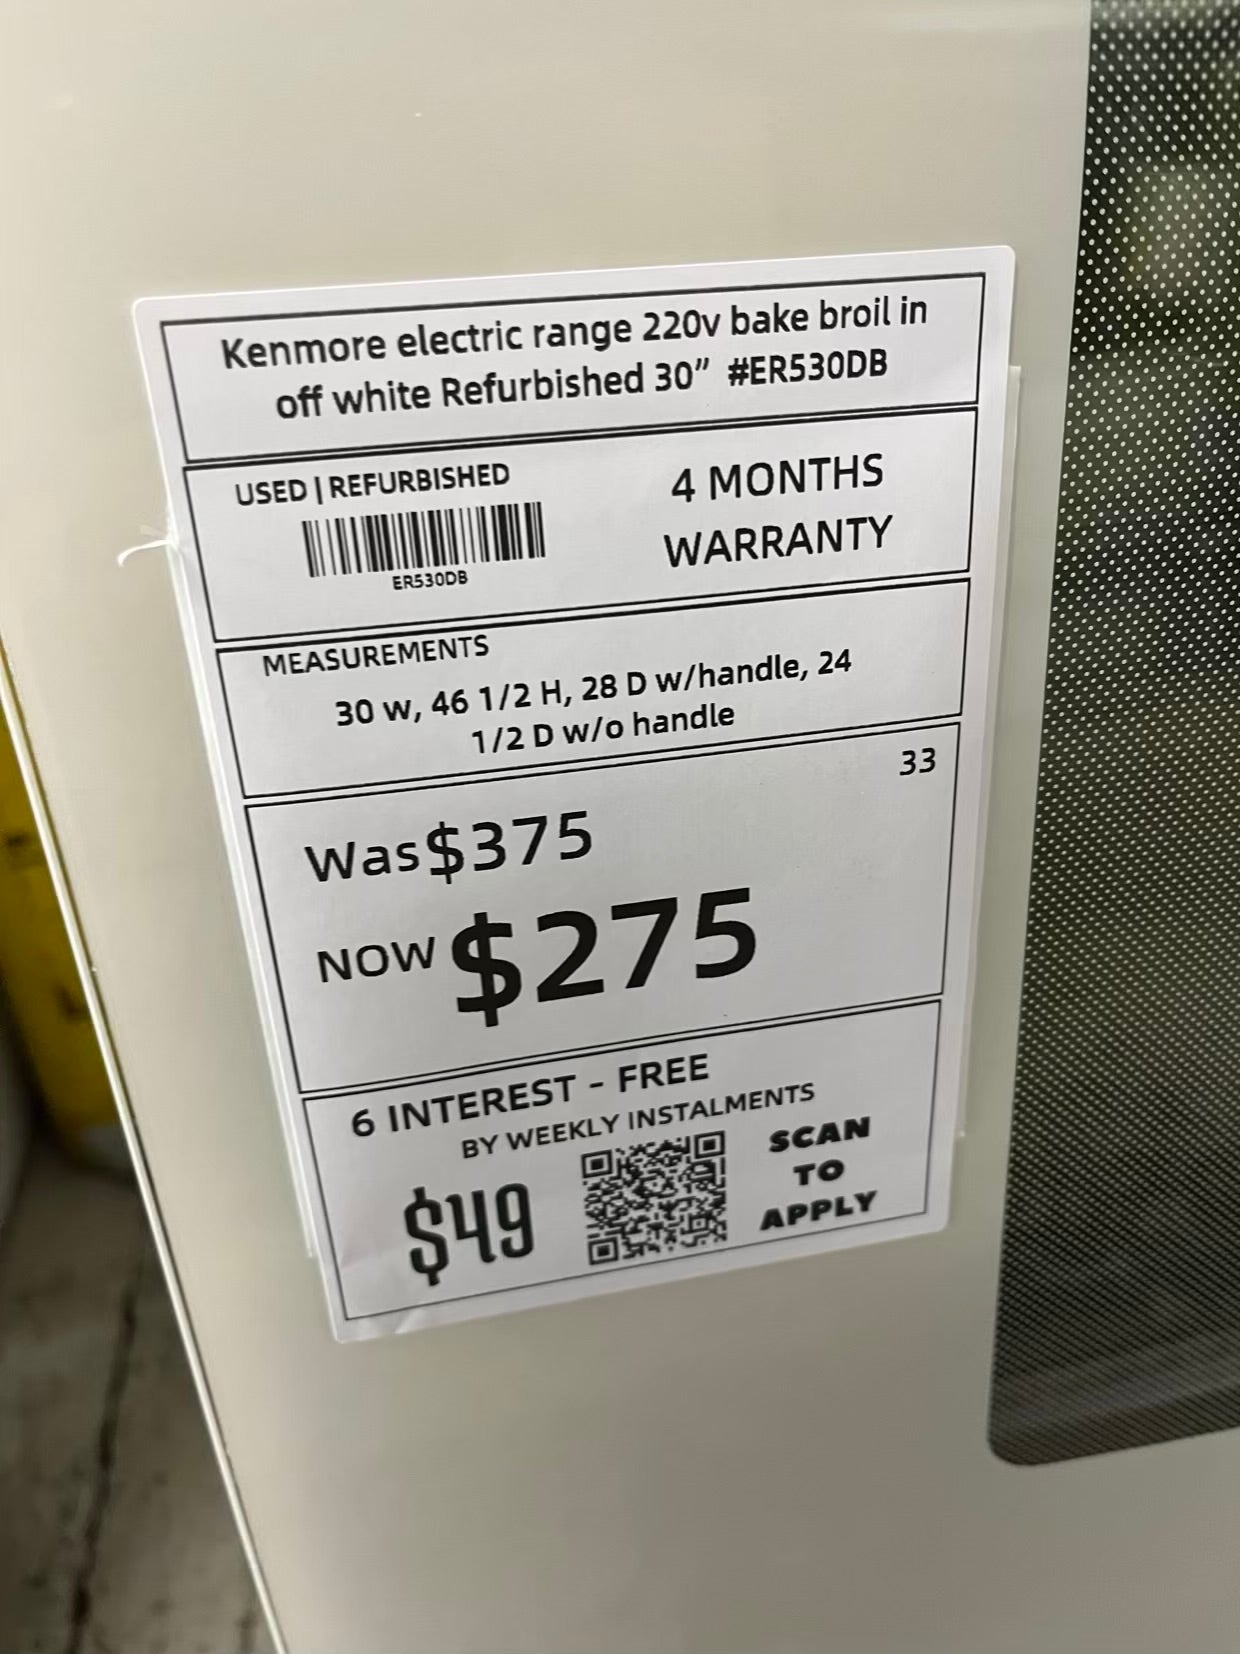 Kenmore electric range 220v bake broil in
off white Refurbished 30” #ER530DB
USED | REFURBISHED
ER530DB
4 MONTHS
WARRANTY
MEASUREMENTS
30 w, 46 1/2 H, 28 D w/handle, 24
1/2 D w/o handle
33
Was $375
NOW $275
6 INTEREST - FREE
BY WEEKLY INSTALMENTS
$49
SCAN
TO
APPLY